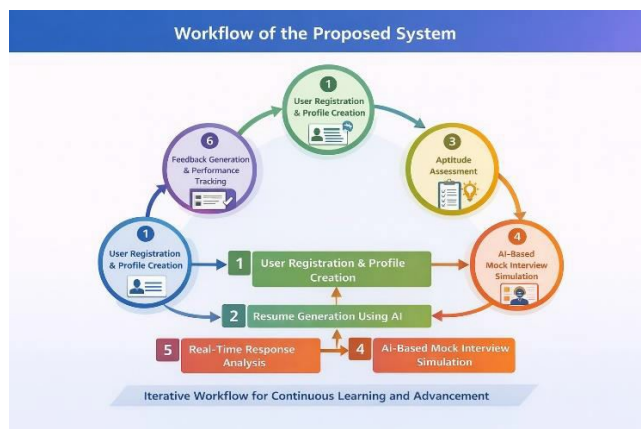 Workflow of the Proposed System
1
User Registration
& Profile Creation
6
Feedback Generation
& Performance
Tracking
3
Aptitude
Assessment
1
User Registration
& Profile Creation
4
AI-Based
Mock Interview
Simulation
1 User Registration & Profile
Creation
2 Resume Generation Using AI
5 Real-Time Response
Analysis
4 Ai-Based Mock Interview
Simulation
Iterative Workflow for Continuous Learning and Advancement